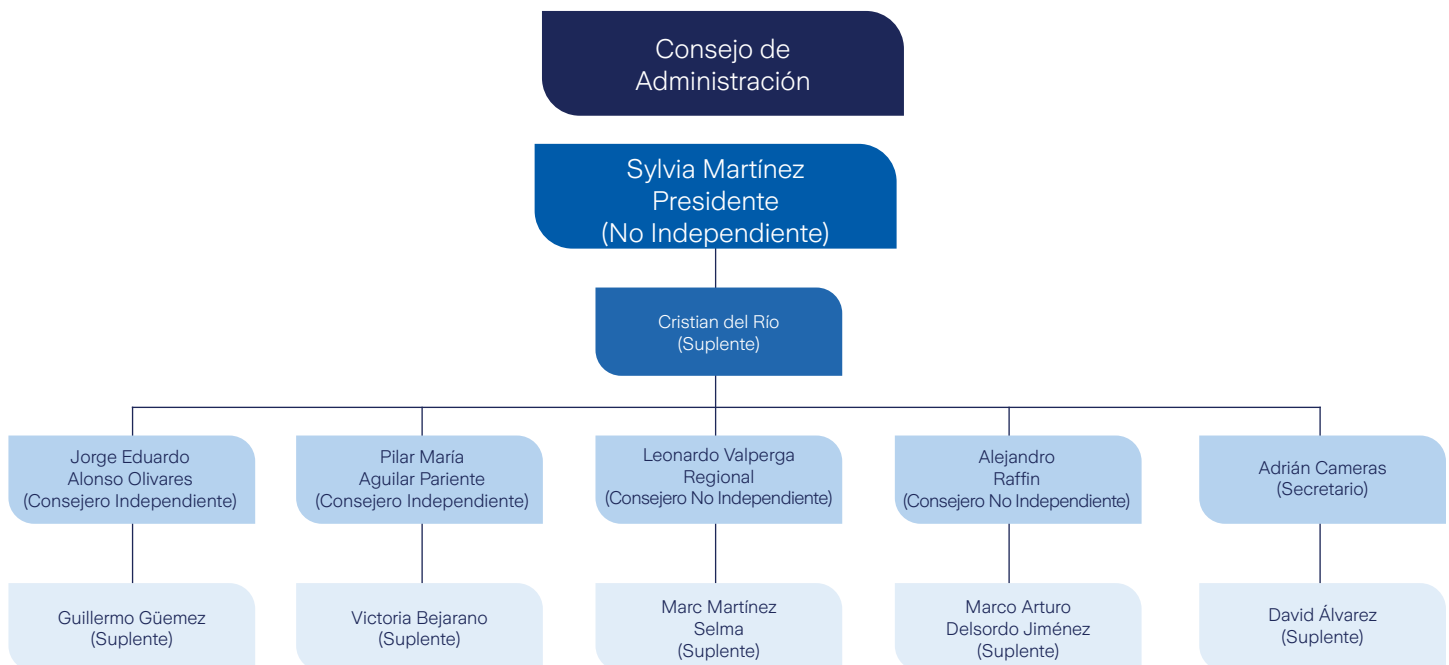 Consejo de
Administración
Sylvia Martínez
Presidente
(No Independiente)
Cristian del Río
(Suplente)
Jorge Eduardo
Alonso Olivares
(Consejero Independiente)
Pilar María
Aguilar Pariente
(Consejero Independiente)
Leonardo Valperga
Regional
(Consejero No Independiente)
Alejandro
Raffin
(Consejero No Independiente)
Adrián Cameras
(Secretario)
Guillermo Güemez
(Suplente)
Victoria Bejarano
(Suplente)
Marc Martínez
Selma
(Suplente)
Marco Arturo
Delsordo Jiménez
(Suplente)
David Álvarez
(Suplente)